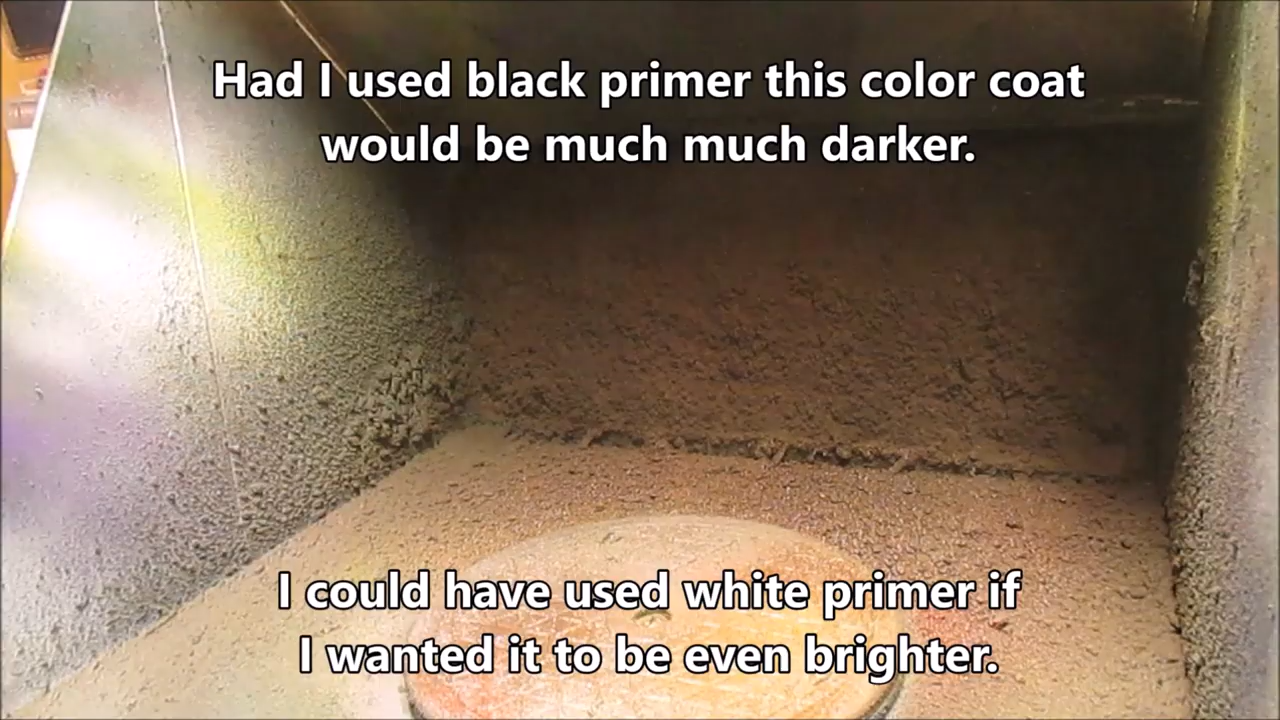 Had I used black primer this color coat
would be much much darker.
I could have used white primer if
I wanted it to be even brighter.